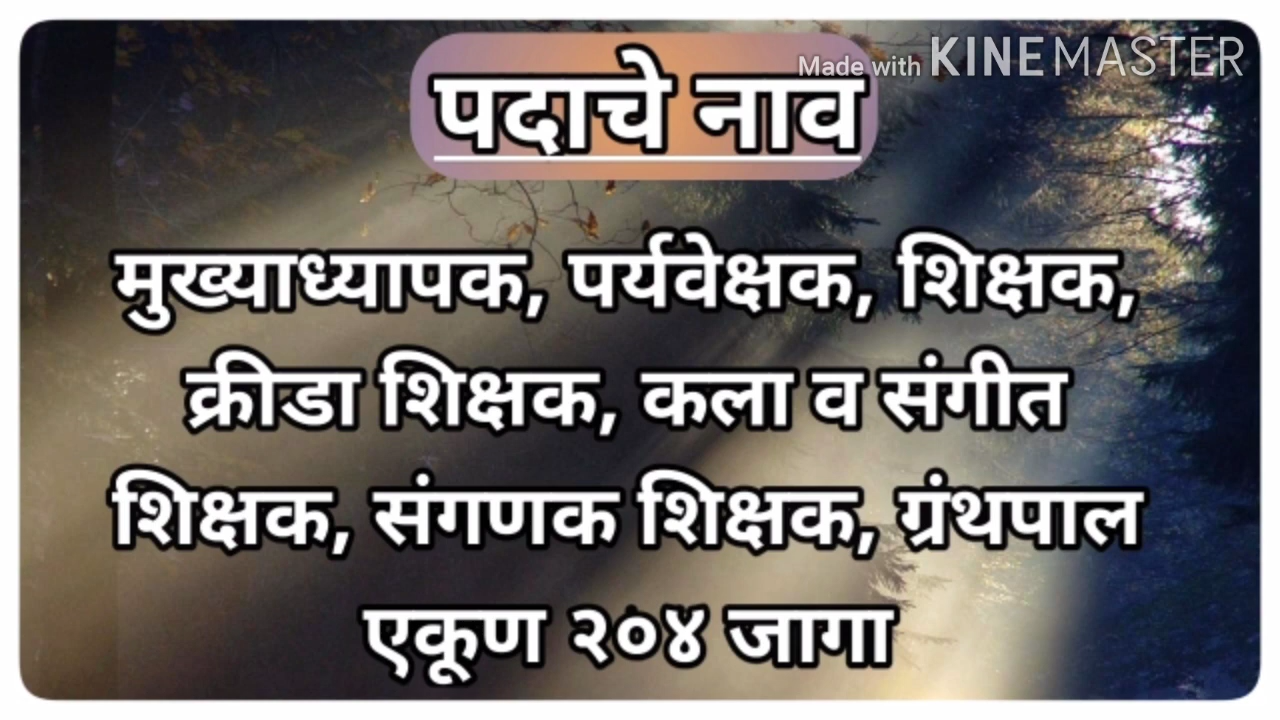 Made with KINEMASTER
पदाचे नाव
मुख्याध्यापक, पर्यवेक्षक, शिक्षक,
क्रीडा शिक्षक, कला व संगीत
शिक्षक, संगणक शिक्षक, ग्रंथपाल
एकूण २०४ जागा